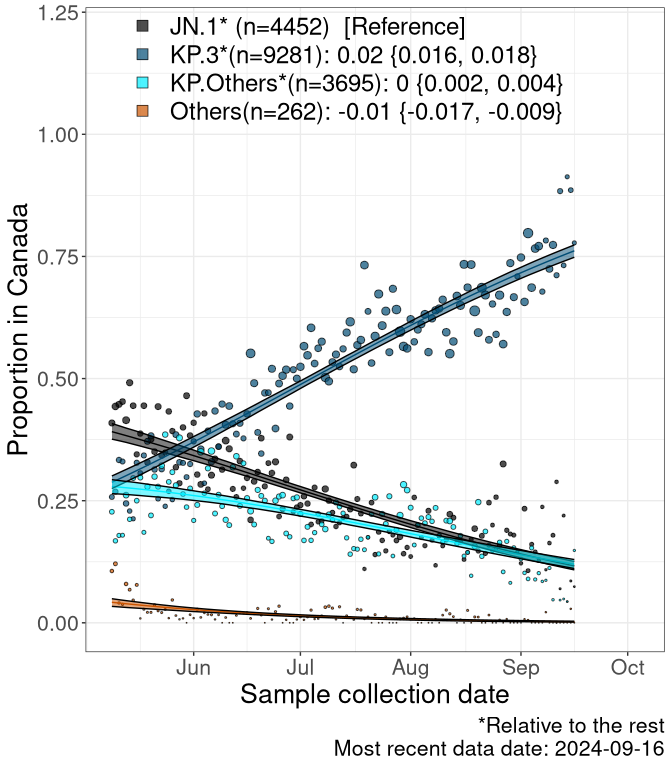 JN.1* (n=4452)  [Reference]
KP.3*(n=9281): 0.02 {0.016, 0.018}
KP.Others*(n=3695): 0 {0.002, 0.004}
Others(n=262): -0.01 {-0.017, -0.009}
1.25
1.00
0.75
0.50
0.25
0.00
Proportion in Canada
Jun Jul Aug Sep Oct
Sample collection date
*Relative to the rest
Most recent data date: 2024-09-16